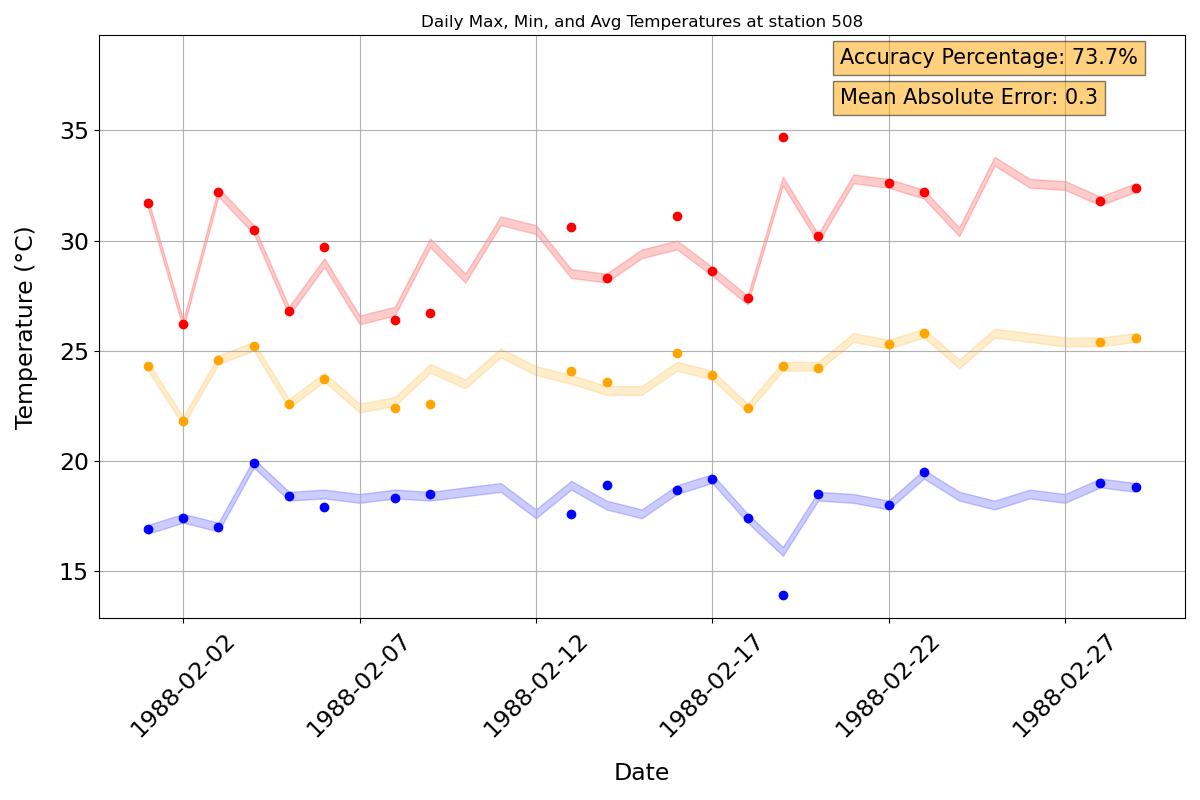 Daily Max, Min, and Avg Temperatures at station 508
Accuracy Percentage: 73.7%
Mean Absolute Error: 0.3
Temperature (°C)
35
30
25
20
15
1988-02-02
1988-02-07
1988-02-12
1988-02-17
1988-02-22
1988-02-27
Date